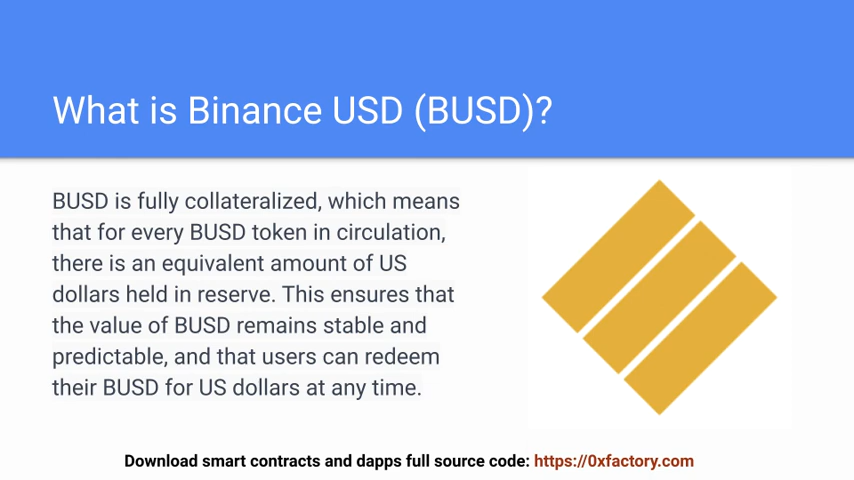 What is Binance USD (BUSD)?
BUSD is fully collateralized, which means
that for every BUSD token in circulation,
there is an equivalent amount of US
dollars held in reserve. This ensures that
the value of BUSD remains stable and
predictable, and that users can redeem
their BUSD for US dollars at any time.
Download smart contracts and dapps full source code: https://0xfactory.com